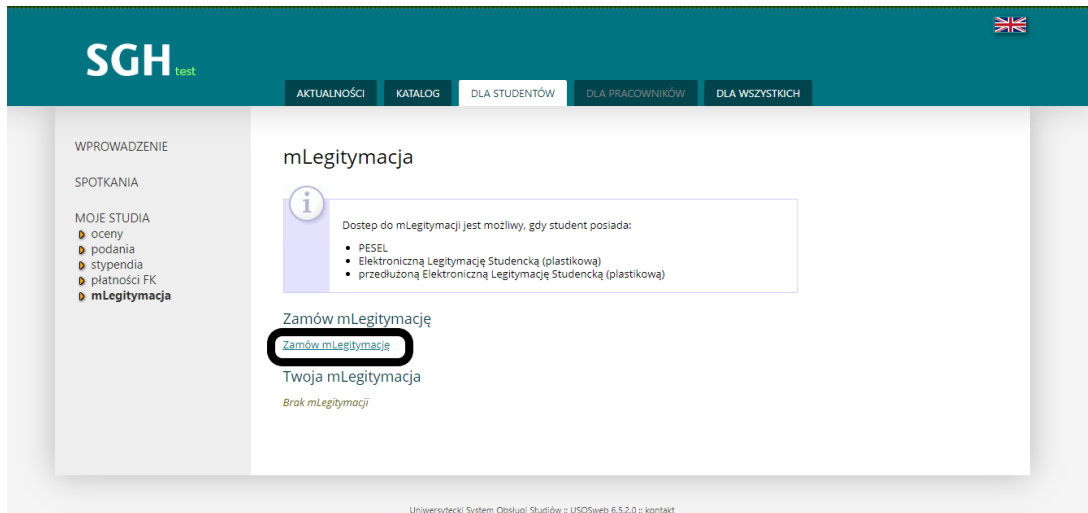 SGH test
AKTUALNOŚCI KATALOG DLA STUDENTÓW DLA PRACOWNIKÓW DLA WSZYSTKICH
WPROWADZENIE
SPOTKANIA
MOJE STUDIA
oceny
podania
stypendia
płatności FK
mLegitymacja
mLegitymacja
i
Dostep do mLegitymacji jest możliwy, gdy student posiada:
PESEL
Elektroniczną Legitymację Studencką (plastikową)
przedłużoną Elektroniczną Legitymację Studencką (plastikową)
Zamów mLegitymację
Zamów mLegitymację
Twoja mLegitymacja
Brak mLegitymacji
Uniwersytecki System Obsługi Studiów :: USOSweb 6.5.2.0 :: kontakt